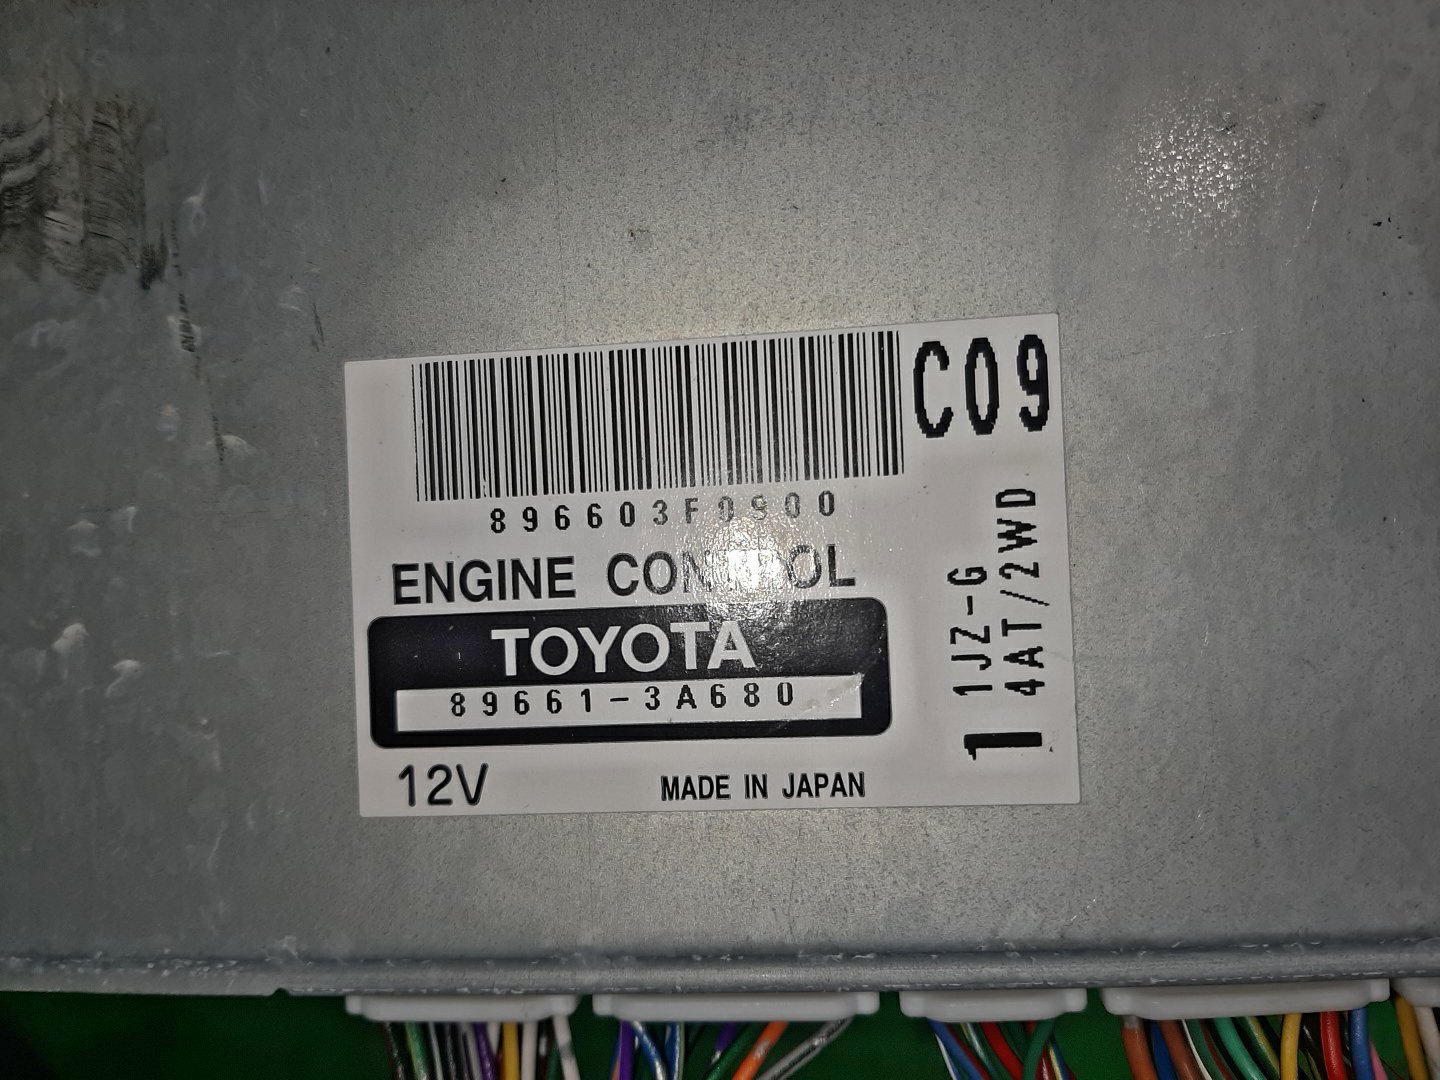 C09
896603F0900
ENGINE CONTROL
TOYOTA
89661-3A680
12V
MADE IN JAPAN
1 1JZ-G
4AT/2WD